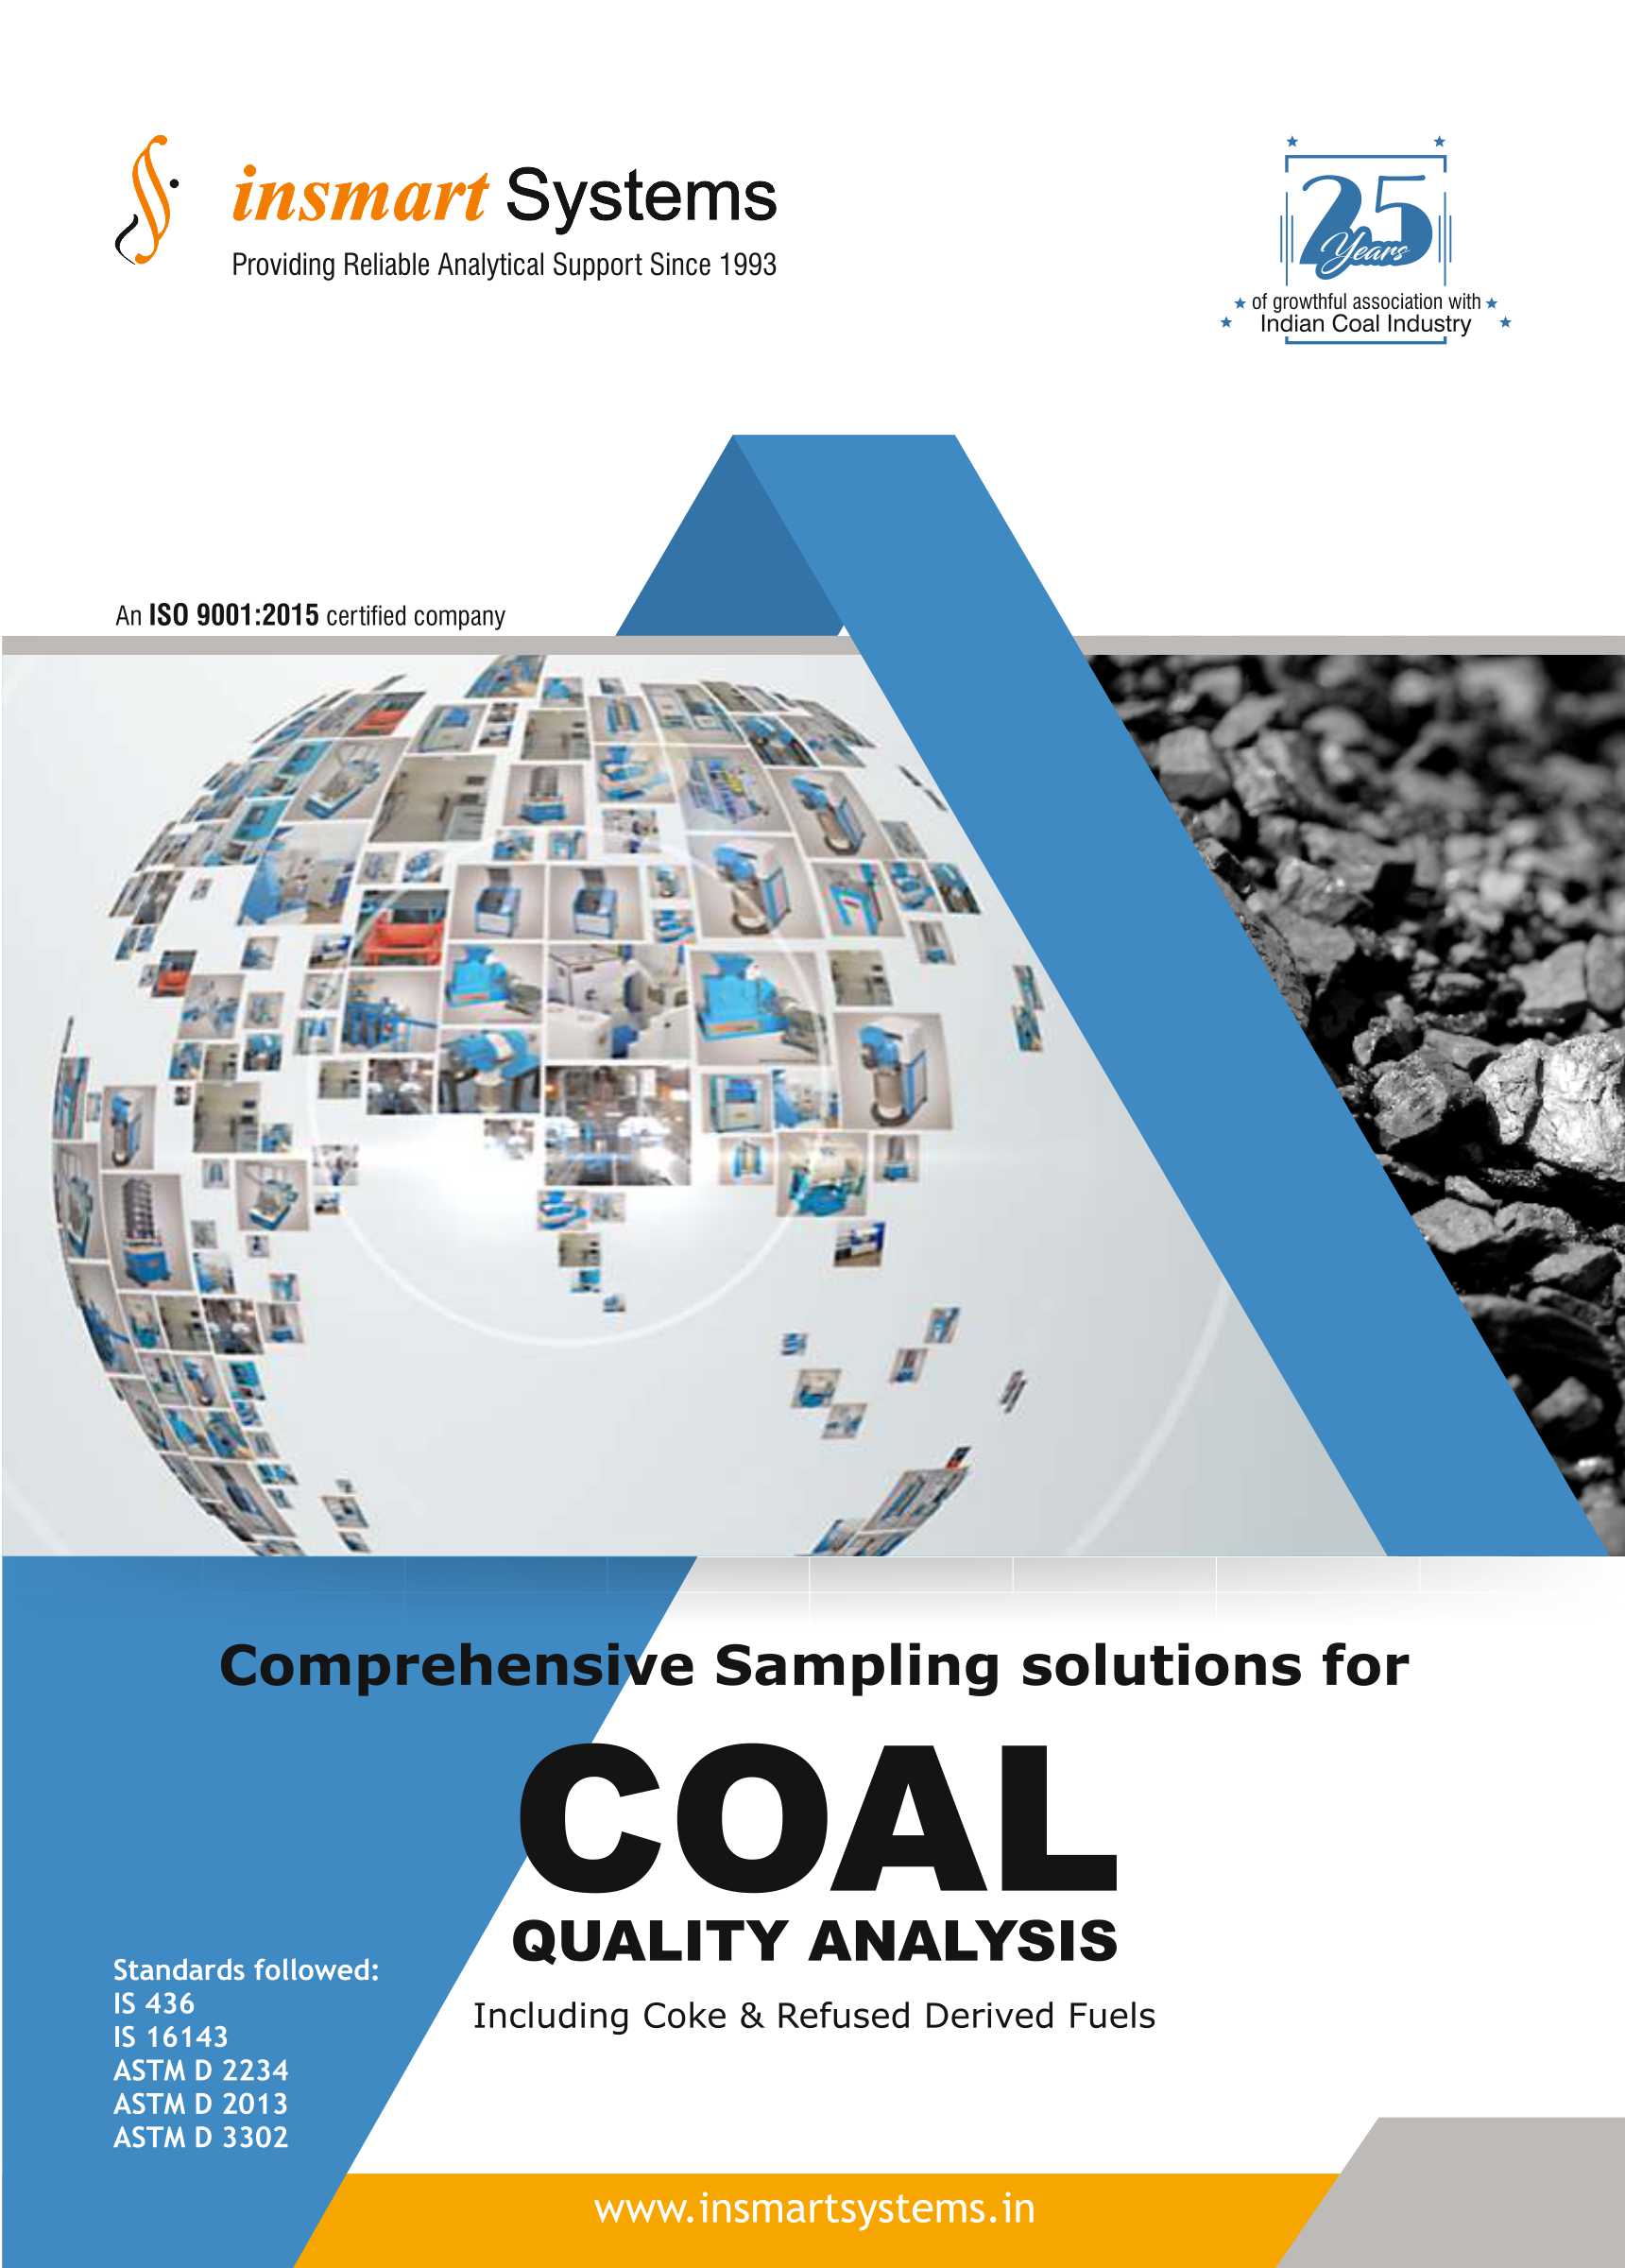 insmart Systems
Providing Reliable Analytical Support Since 1993
25
Years
of growthful association with
Indian Coal Industry
An ISO 9001:2015 certified company
Comprehensive Sampling solutions for
COAL
QUALITY ANALYSIS
Including Coke & Refused Derived Fuels
Standards followed:
IS 436
IS 16143
ASTM D 2234
ASTM D 2013
ASTM D 3302
www.insmartsystems.in